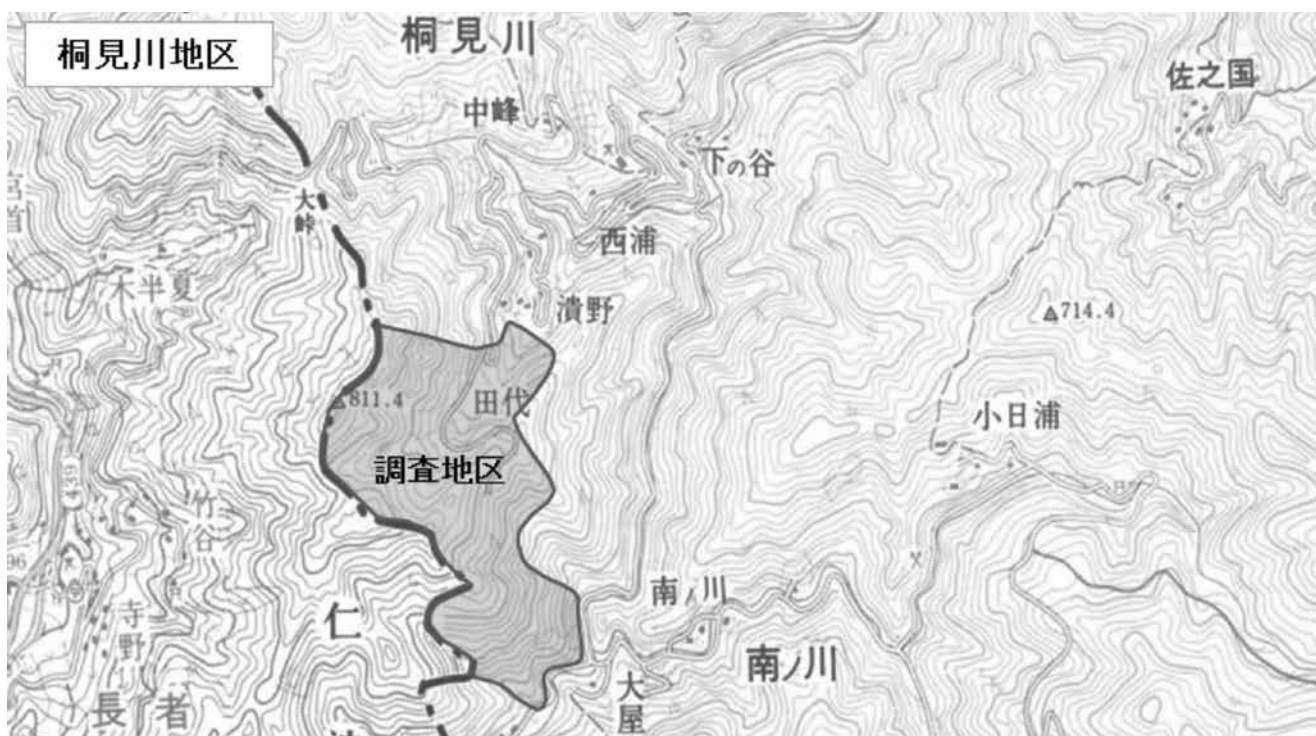 桐見川地区
桐見川
佐之国
中峰
下の谷
大峠
西浦
木半夏
潰野
714.4
811.4
田代
小日浦
調査地区
竹谷
寺野
仁
南ノ川
南ノ川
大屋
長者